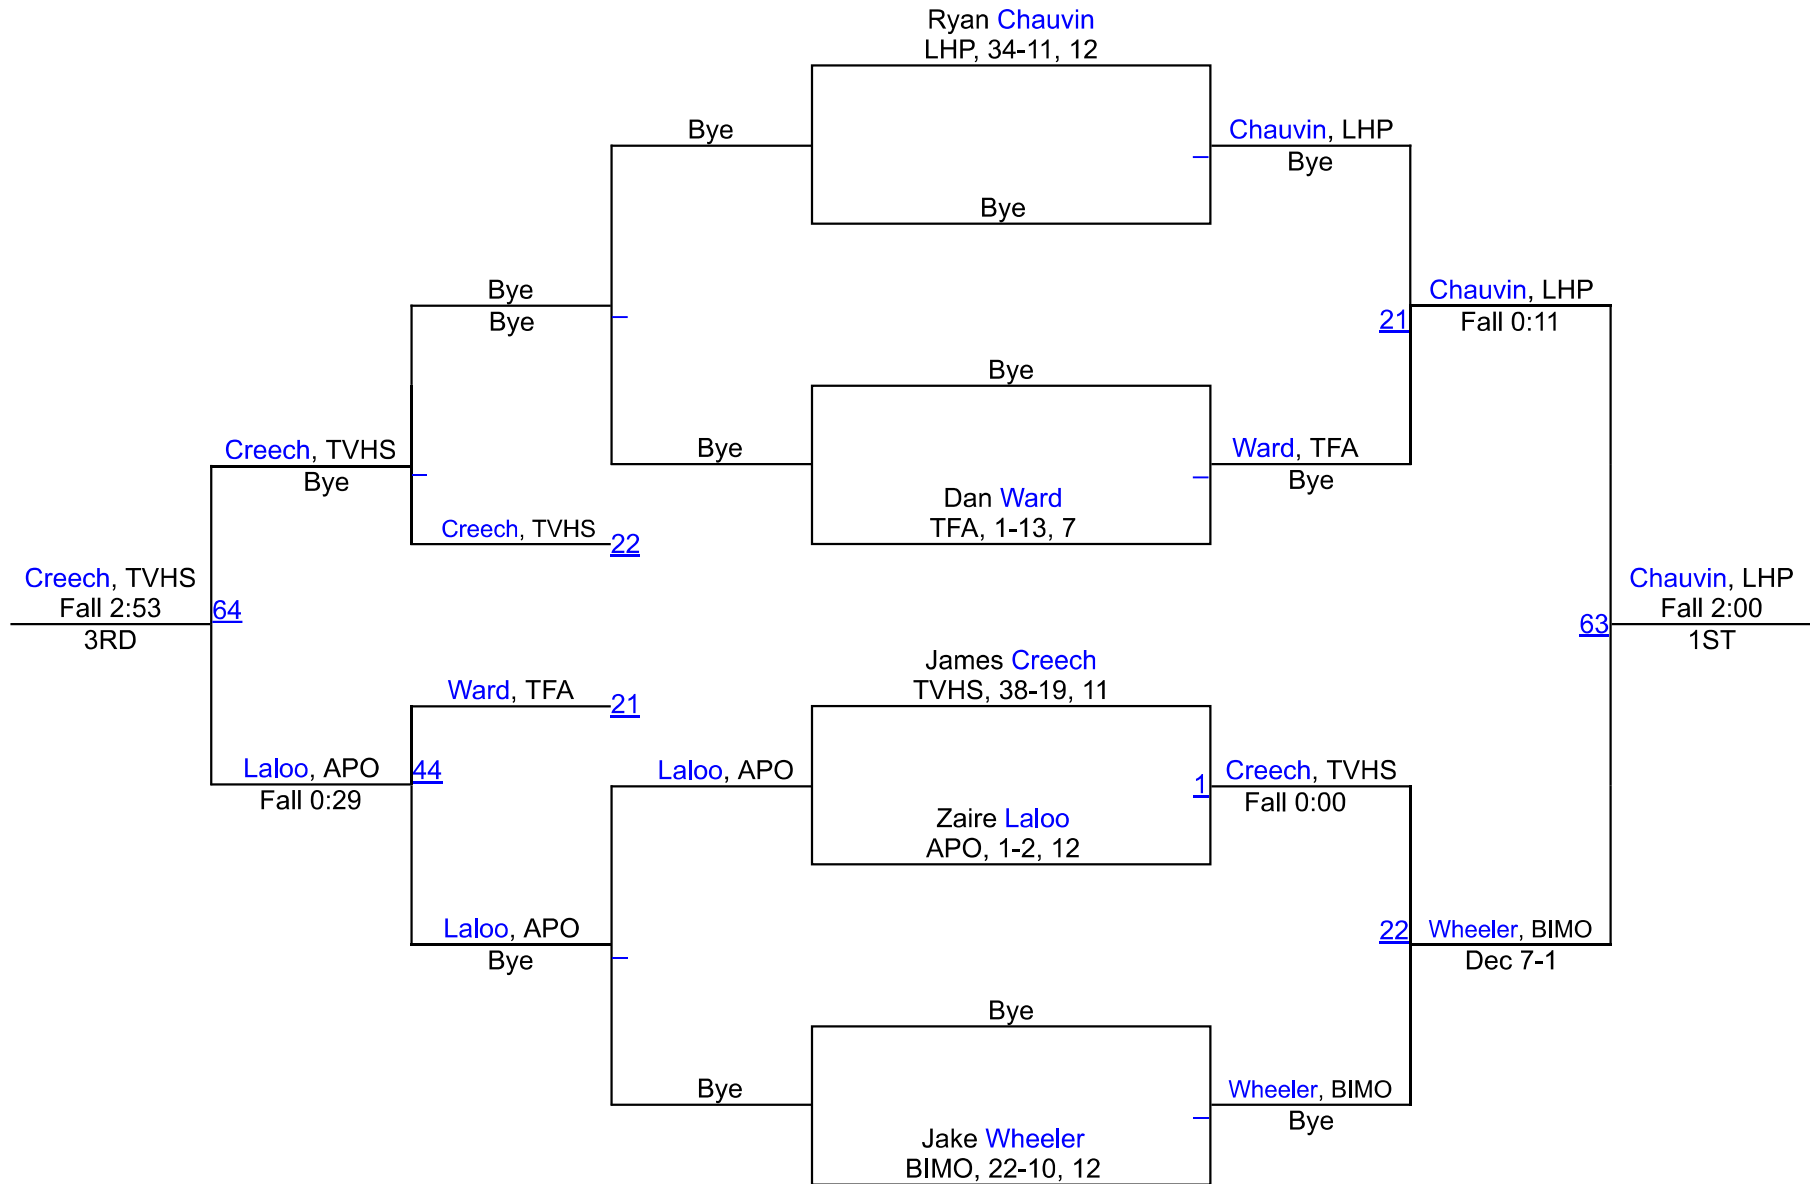 Ryan Chauvin
LHP, 34-11, 12
Bye
Chauvin, LHP
Bye
Bye
Bye
Bye
Chauvin, LHP
21
Fall 0:11
Bye
Creech, TVHS
Bye
Bye
Ward, TFA
Bye
Dan Ward
TFA, 1-13, 7
Creech, TVHS
22
Creech, TVHS
Fall 2:53
64
3RD
Chauvin, LHP
Fall 2:00
63
1ST
James Creech
TVHS, 38-19, 11
Ward, TFA
21
Laloo, APO
44
Fall 0:29
Laloo, APO
1
Creech, TVHS
Fall 0:00
Zaire Laloo
APO, 1-2, 12
Laloo, APO
Bye
22
Wheeler, BIMO
Dec 7-1
Bye
Bye
Wheeler, BIMO
Bye
Jake Wheeler
BIMO, 22-10, 12